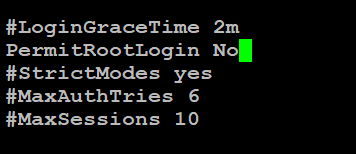 #LoginGraceTime 2m
PermitRootLogin No
#StrictModes yes
#MaxAuthTries 6
#MaxSessions 10